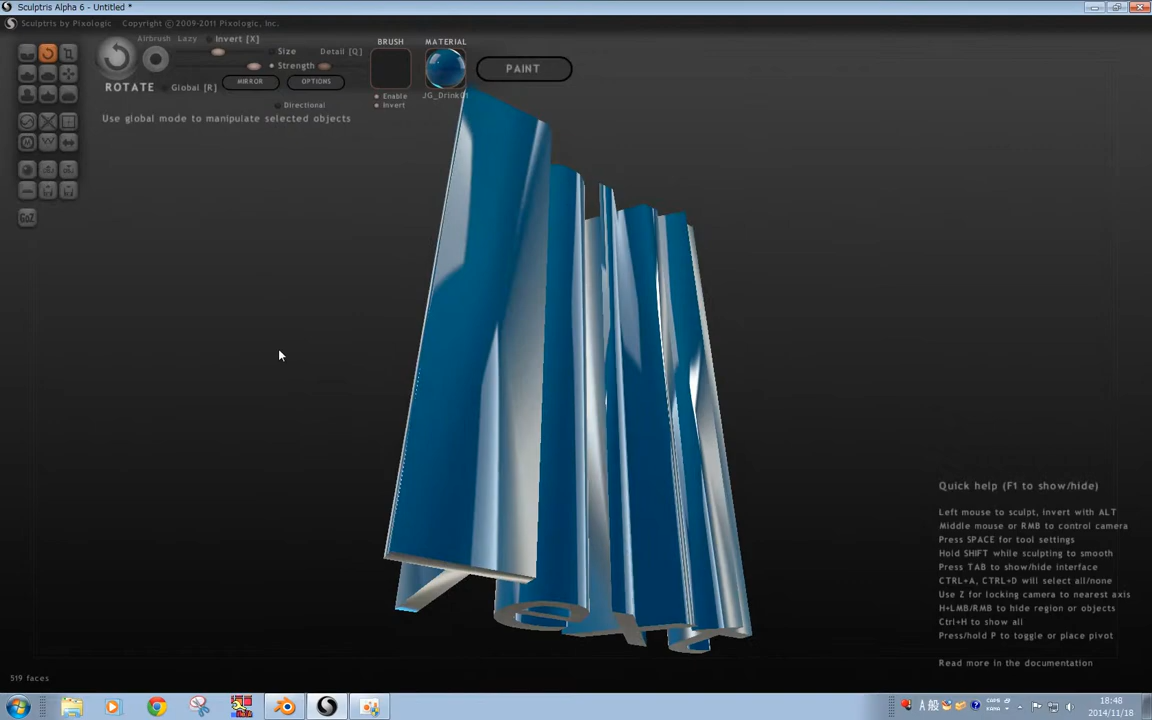 Sculptris Alpha 6 - Untitled *
Sculptris by Pixologic Copyright © 2009-2011 Pixologic, Inc.
Airbrush Lazy Invert [X]
Size Detail [Q]
Strength
ROTATE Global [R] MIRROR OPTIONS
Directional
Use global mode to manipulate selected objects
BRUSH
Enable
Invert
MATERIAL
PAINT
GoZ
Quick help (F1 to show/hide)
Left mouse to sculpt, invert with ALT
Middle mouse or RMB to control camera
Press SPACE for tool settings
Hold SHIFT while sculpting to smooth
Press TAB to show/hide interface
CTRL+A, CTRL+D will select all/none
Use Z for locking camera to nearest axis
H+LMB/RMB to hide region or objects
Ctrl+H to show all
Press/hold P to toggle or place pivot
Read more in the documentation
519 faces
A 般
CAPS
KANA
18:48
2014/11/18